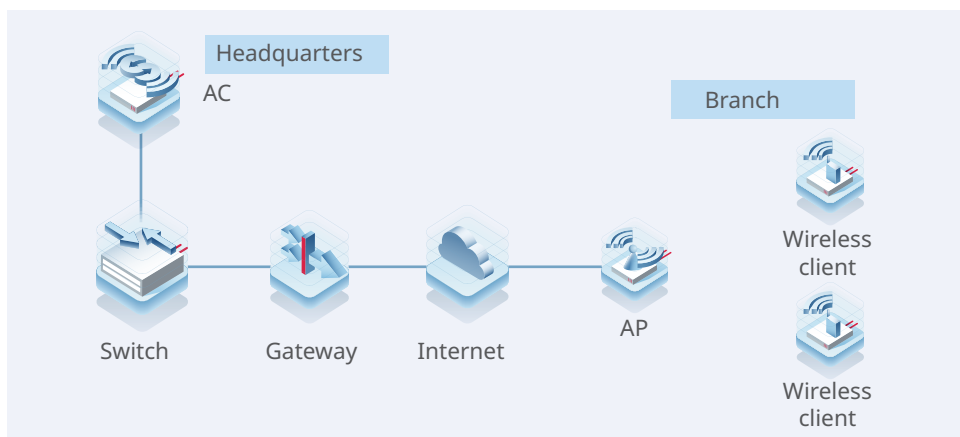 Headquarters
AC
Branch
Wireless
client
Switch
Gateway
Internet
AP
Wireless
client